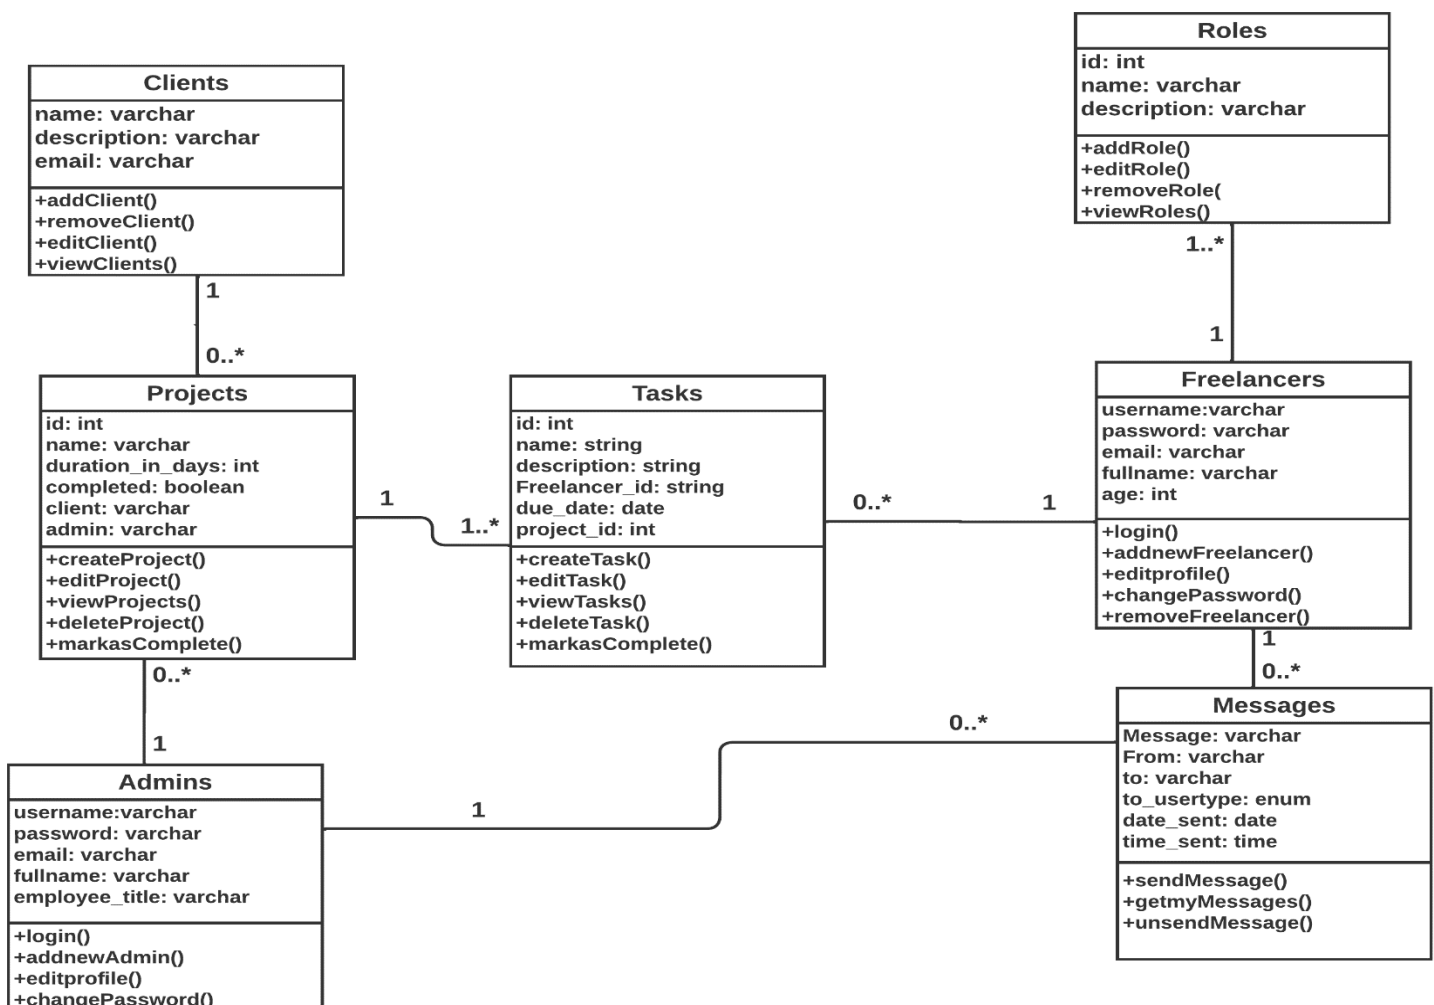 Roles
id: int
name: varchar
description: varchar
+addRole()
+editRole()
+removeRole(
+viewRoles()
Clients
name: varchar
description: varchar
email: varchar
+addClient()
+removeClient()
+editClient()
+viewClients()
1
0..*
1..*
1
Projects
id: int
name: varchar
duration_in_days: int
completed: boolean
client: varchar
admin: varchar
+createProject()
+editProject()
+viewProjects()
+deleteProject()
+markasComplete()
1
1..*
Tasks
id: int
name: string
description: string
Freelancer_id: string
due_date: date
project_id: int
+createTask()
+editTask()
+viewTasks()
+deleteTask()
+markasComplete()
0..*
1
Freelancers
username:varchar
password: varchar
email: varchar
fullname: varchar
age: int
+login()
+addnewFreelancer()
+editprofile()
+changePassword()
+removeFreelancer()
1
0..*
0..*
1
Messages
Message: varchar
From: varchar
to: varchar
to_usertype: enum
date_sent: date
time_sent: time
+sendMessage()
+getmyMessages()
+unsendMessage()
0..*
1
Admins
username:varchar
password: varchar
email: varchar
fullname: varchar
employee_title: varchar
+login()
+addnewAdmin()
+editprofile()
+changePassword()